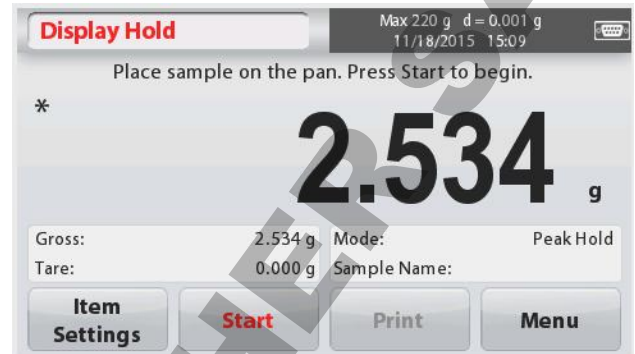 Display Hold
Max 220 g d=0.001 g
11/18/2015 15:09
Place sample on the pan. Press Start to begin.
*
2.534 g
Gross: 2.534 g Mode: Peak Hold
Tare: 0.000 g Sample Name:
Item Settings
Start
Print
Menu